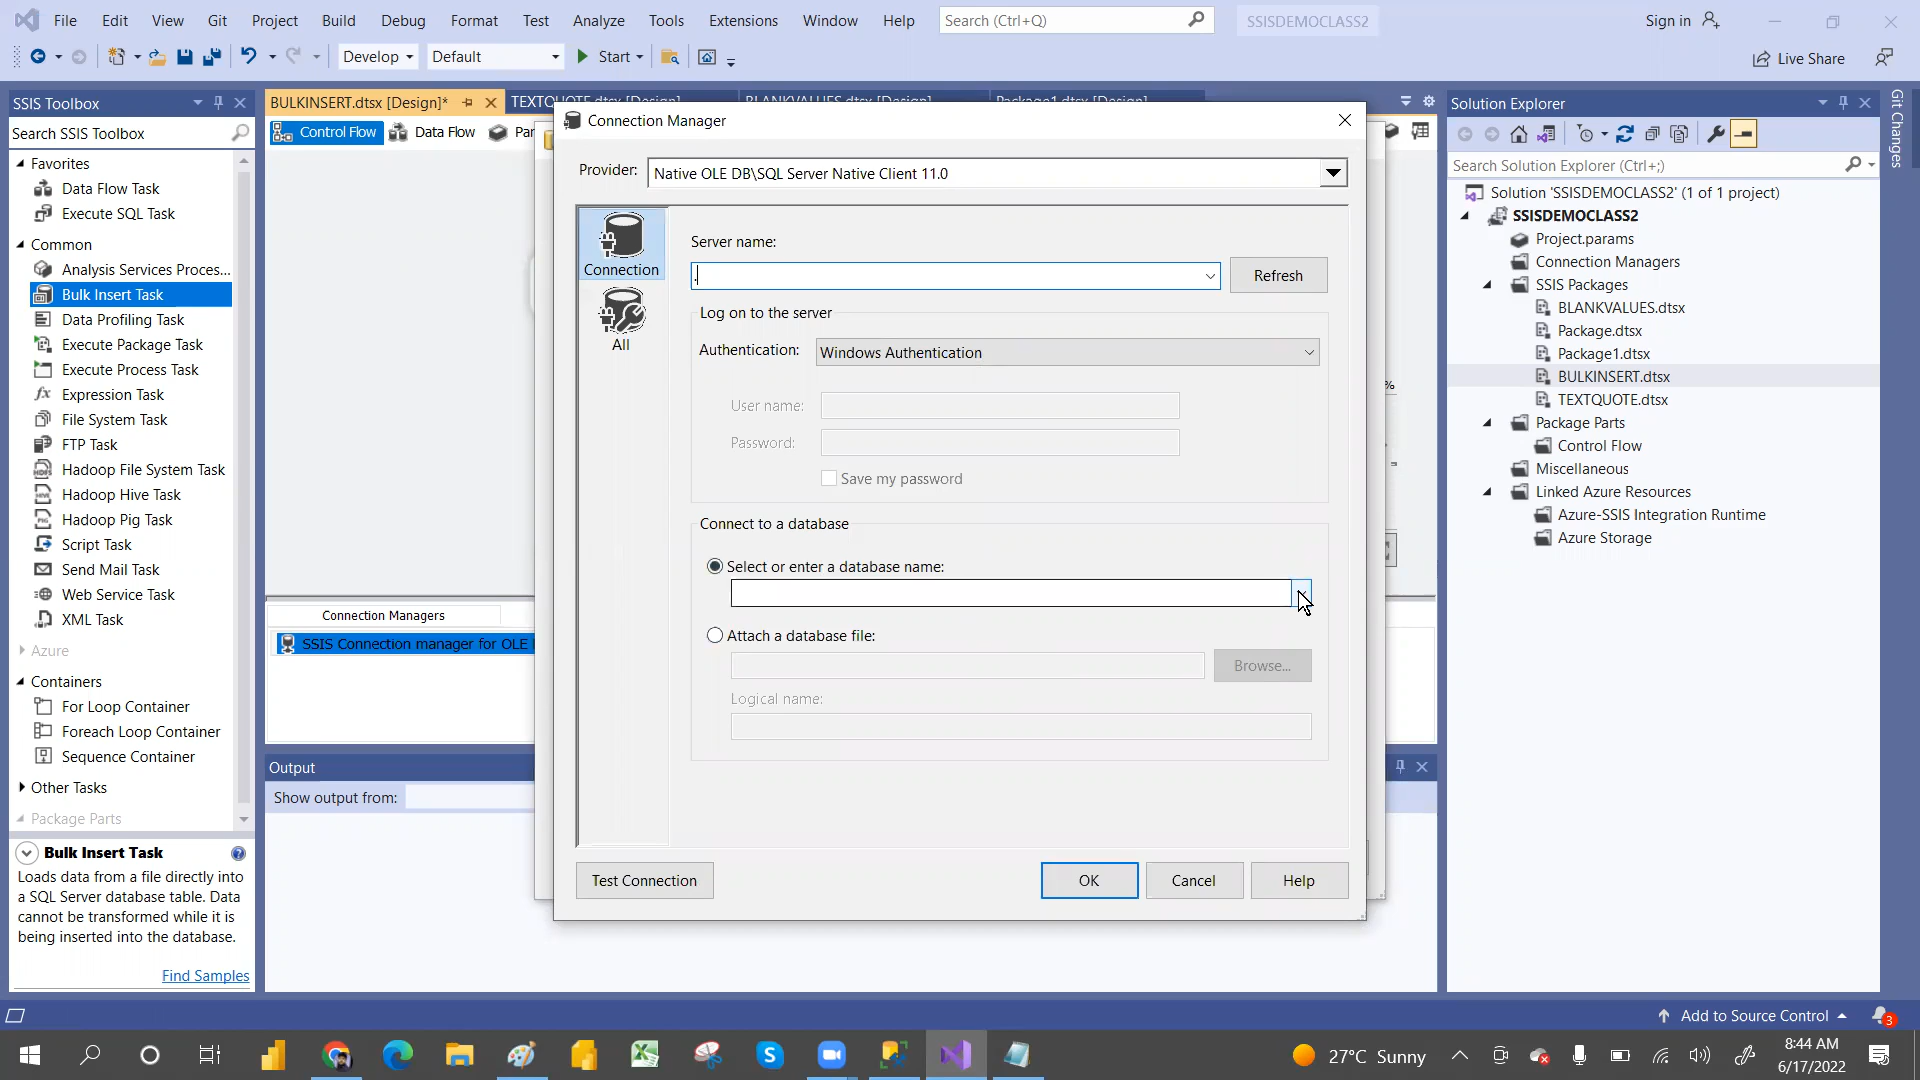 File Edit View Git Project Build Debug Format Test Analyze Tools Extensions Window Help Search (Ctrl+Q) SSISDEMOCLASS2 Sign in
Develop Default Start Live Share
SSIS Toolbox
Search SSIS Toolbox
Favorites
Data Flow Task
Execute SQL Task
Common
Analysis Services Proces...
Bulk Insert Task
Data Profiling Task
Execute Package Task
Execute Process Task
Expression Task
File System Task
FTP Task
Hadoop File System Task
Hadoop Hive Task
Hadoop Pig Task
Script Task
Send Mail Task
Web Service Task
XML Task
Azure
Containers
For Loop Container
Foreach Loop Container
Sequence Container
Other Tasks
Package Parts
Bulk Insert Task
Loads data from a file directly into
a SQL Server database table. Data
cannot be transformed while it is
being inserted into the database.
Find Samples
BULKINSERT.dtsx [Design]* TEXTQUOTE.dtsx [Design] BLANKVALUES.dtsx [Design] Package1.dtsx [Design]
Control Flow Data Flow Par
Connection Manager
Provider: Native OLE DB\SQL Server Native Client 11.0
Connection
All
Server name:
.
Refresh
Log on to the server
Authentication: Windows Authentication
User name:
Password:
Save my password
Connect to a database
Select or enter a database name:
Attach a database file:
Browse...
Logical name:
Test Connection OK Cancel Help
%
Connection Managers
SSIS Connection manager for OLE
Output
Show output from:
Solution Explorer
Search Solution Explorer (Ctrl+;)
Solution 'SSISDEMOCLASS2' (1 of 1 project)
SSISDEMOCLASS2
Project.params
Connection Managers
SSIS Packages
BLANKVALUES.dtsx
Package.dtsx
Package1.dtsx
BULKINSERT.dtsx
TEXTQUOTE.dtsx
Package Parts
Control Flow
Miscellaneous
Linked Azure Resources
Azure-SSIS Integration Runtime
Azure Storage
Git Changes
Add to Source Control 3
27°C Sunny
8:44 AM
6/17/2022